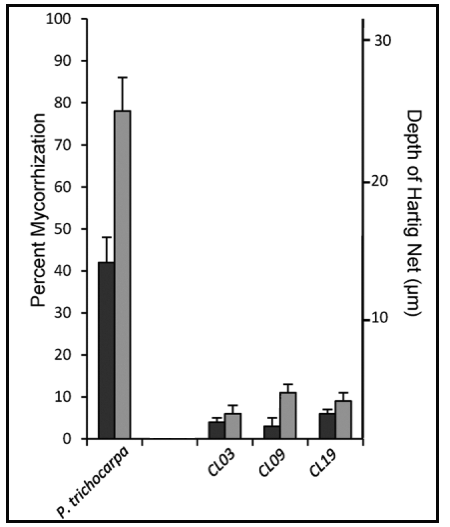 100
90
80
70
60
50
40
30
20
10
0
Percent Mycorrhization
30
20
10
Depth of Hartig Net (μm)
P. trichocarpa
CL03
CL09
CL19